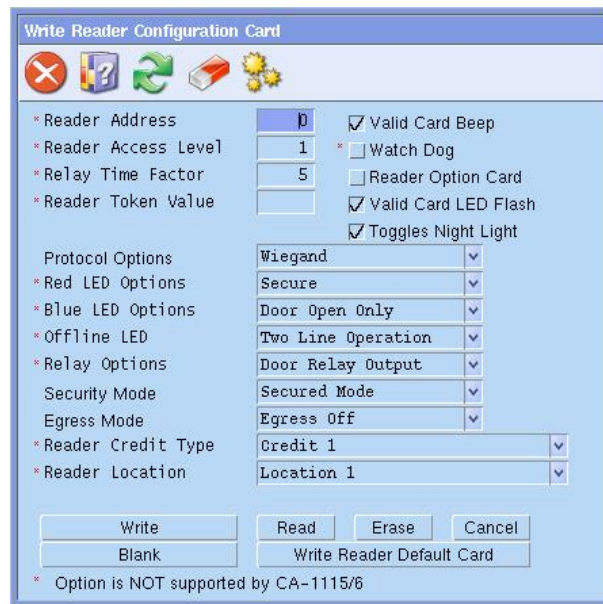 Write Reader Configuration Card
* Reader Address 0
Valid Card Beep
* Reader Access Level 1
* Watch Dog
* Relay Time Factor 5
Reader Option Card
* Reader Token Value
Valid Card LED Flash
Toggles Night Light
Protocol Options Wiegand
* Red LED Options Secure
* Blue LED Options Door Open Only
* Offline LED Two Line Operation
* Relay Options Door Relay Output
Security Mode Secured Mode
Egress Mode Egress Off
* Reader Credit Type Credit 1
* Reader Location Location 1
Write Read Erase Cancel
Blank Write Reader Default Card
* Option is NOT supported by CA-1115/6